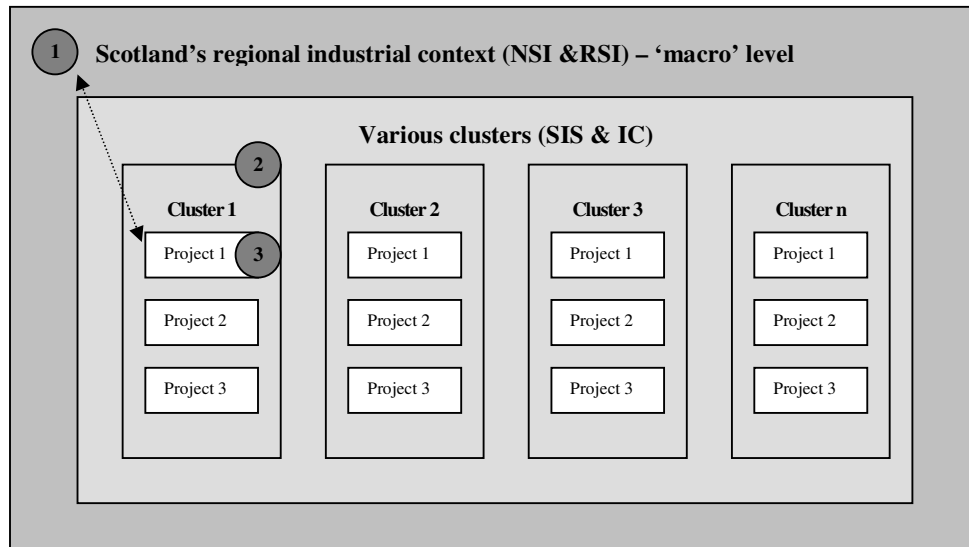 1
Scotland's regional industrial context (NSI &RSI) – 'macro' level
Various clusters (SIS & IC)
2
Cluster 1
Project 1
3
Project 2
Project 3
Cluster 2
Project 1
Project 2
Project 3
Cluster 3
Project 1
Project 2
Project 3
Cluster n
Project 1
Project 2
Project 3